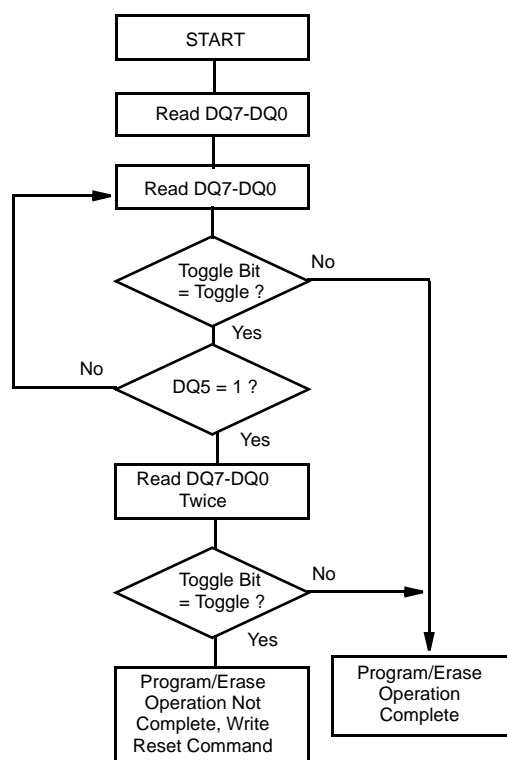 START
Read DQ7-DQ0
Read DQ7-DQ0
Toggle Bit
= Toggle ?
No
Yes
No
DQ5 = 1 ?
Yes
Read DQ7-DQ0
Twice
Toggle Bit
= Toggle ?
No
Yes
Program/Erase
Operation Not
Complete, Write
Reset Command
Program/Erase
Operation
Complete